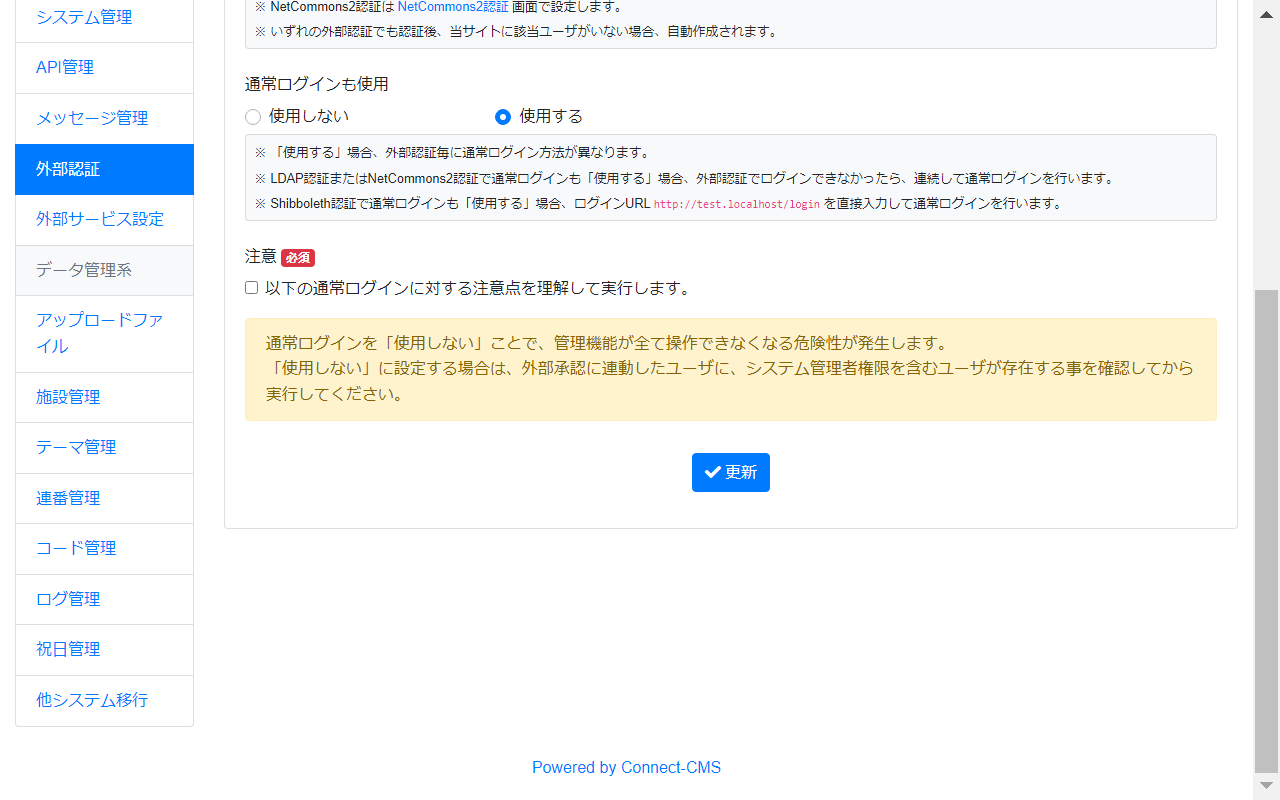 システム管理
API管理
メッセージ管理
外部認証
外部サービス設定
データ管理系
アップロードファ
イル
施設管理
テーマ管理
連番管理
コード管理
ログ管理
祝日管理
他システム移行
※ NetCommons2認証は NetCommons2認証 画面で設定します。
※ いずれの外部認証でも認証後、当サイトに該当ユーザがいない場合、自動作成されます。
通常ログインも使用
使用しない 使用する
※ 「使用する」場合、外部認証毎に通常ログイン方法が異なります。
※ LDAP認証またはNetCommons2認証で通常ログインも「使用する」場合、外部認証でログインできなかったら、連続して通常ログインを行います。
※ Shibboleth認証で通常ログインも「使用する」場合、ログインURL http://test.localhost/login を直接入力して通常ログインを行います。
注意 必須
以下の通常ログインに対する注意点を理解して実行します。
通常ログインを「使用しない」ことで、管理機能が全て操作できなくなる危険性が発生します。
「使用しない」に設定する場合は、外部承認に連動したユーザに、システム管理者権限を含むユーザが存在する事を確認してから
実行してください。
更新
Powered by Connect-CMS